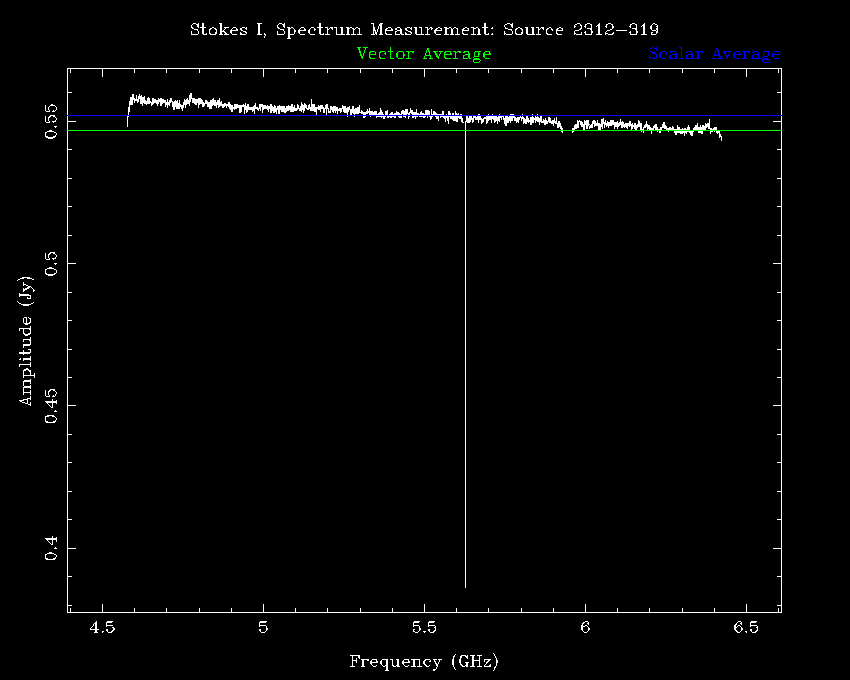 Stokes I, Spectrum Measurement: Source 2312-319
Vector Average Scalar Average
0.55
0.5
0.45
0.4
Amplitude (Jy)
4.5 5 5.5 6 6.5
Frequency (GHz)